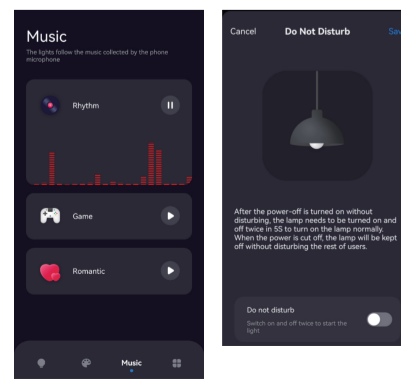 Music
The lights follow the music collected by the phone
microphone
Rhythm
Game
Romantic
Music
Cancel
Do Not Disturb
After the power-off is turned on without
disturbing, the lamp needs to be turned on and
off twice in 5S to turn on the lamp normally.
When the power is cut off, the lamp will be kept
off without disturbing the rest of users.
Do not disturb
Switch on and off twice to start the
light